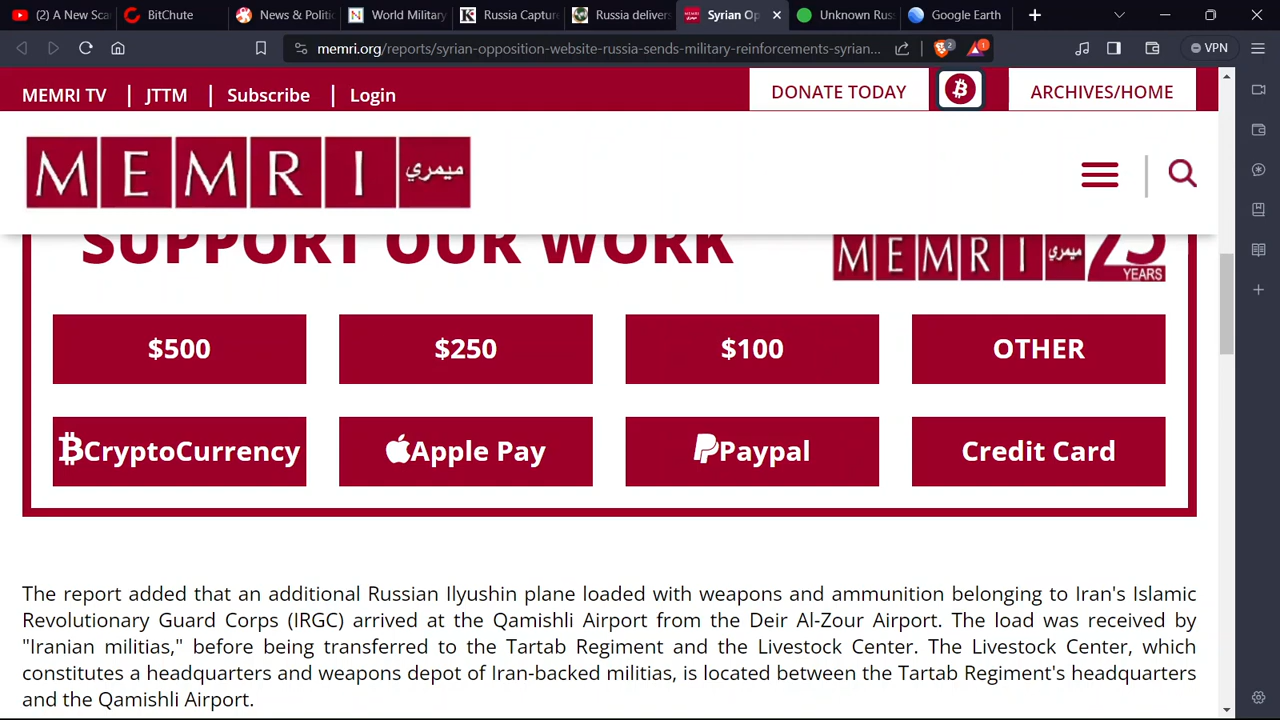 (2) A New Sca
BitChute
News & Politi
World Military
Russia Captur
Russia deliver
Syrian Op
Unknown Rus
Google Earth
memri.org/reports/syrian-opposition-website-russia-sends-military-reinforcements-syrian...
2
1
VPN
MEMRI TV | JTTM | Subscribe | Login
DONATE TODAY
ARCHIVES/HOME
MEMRI ميمري
SUPPORT OUR WORK
MEMRI ميمري 25
YEARS
$500 $250 $100 OTHER
CryptoCurrency Apple Pay Paypal Credit Card
The report added that an additional Russian Ilyushin plane loaded with weapons and ammunition belonging to Iran's Islamic
Revolutionary Guard Corps (IRGC) arrived at the Qamishli Airport from the Deir Al-Zour Airport. The load was received by
"Iranian militias," before being transferred to the Tartab Regiment and the Livestock Center. The Livestock Center, which
constitutes a headquarters and weapons depot of Iran-backed militias, is located between the Tartab Regiment's headquarters
and the Qamishli Airport.